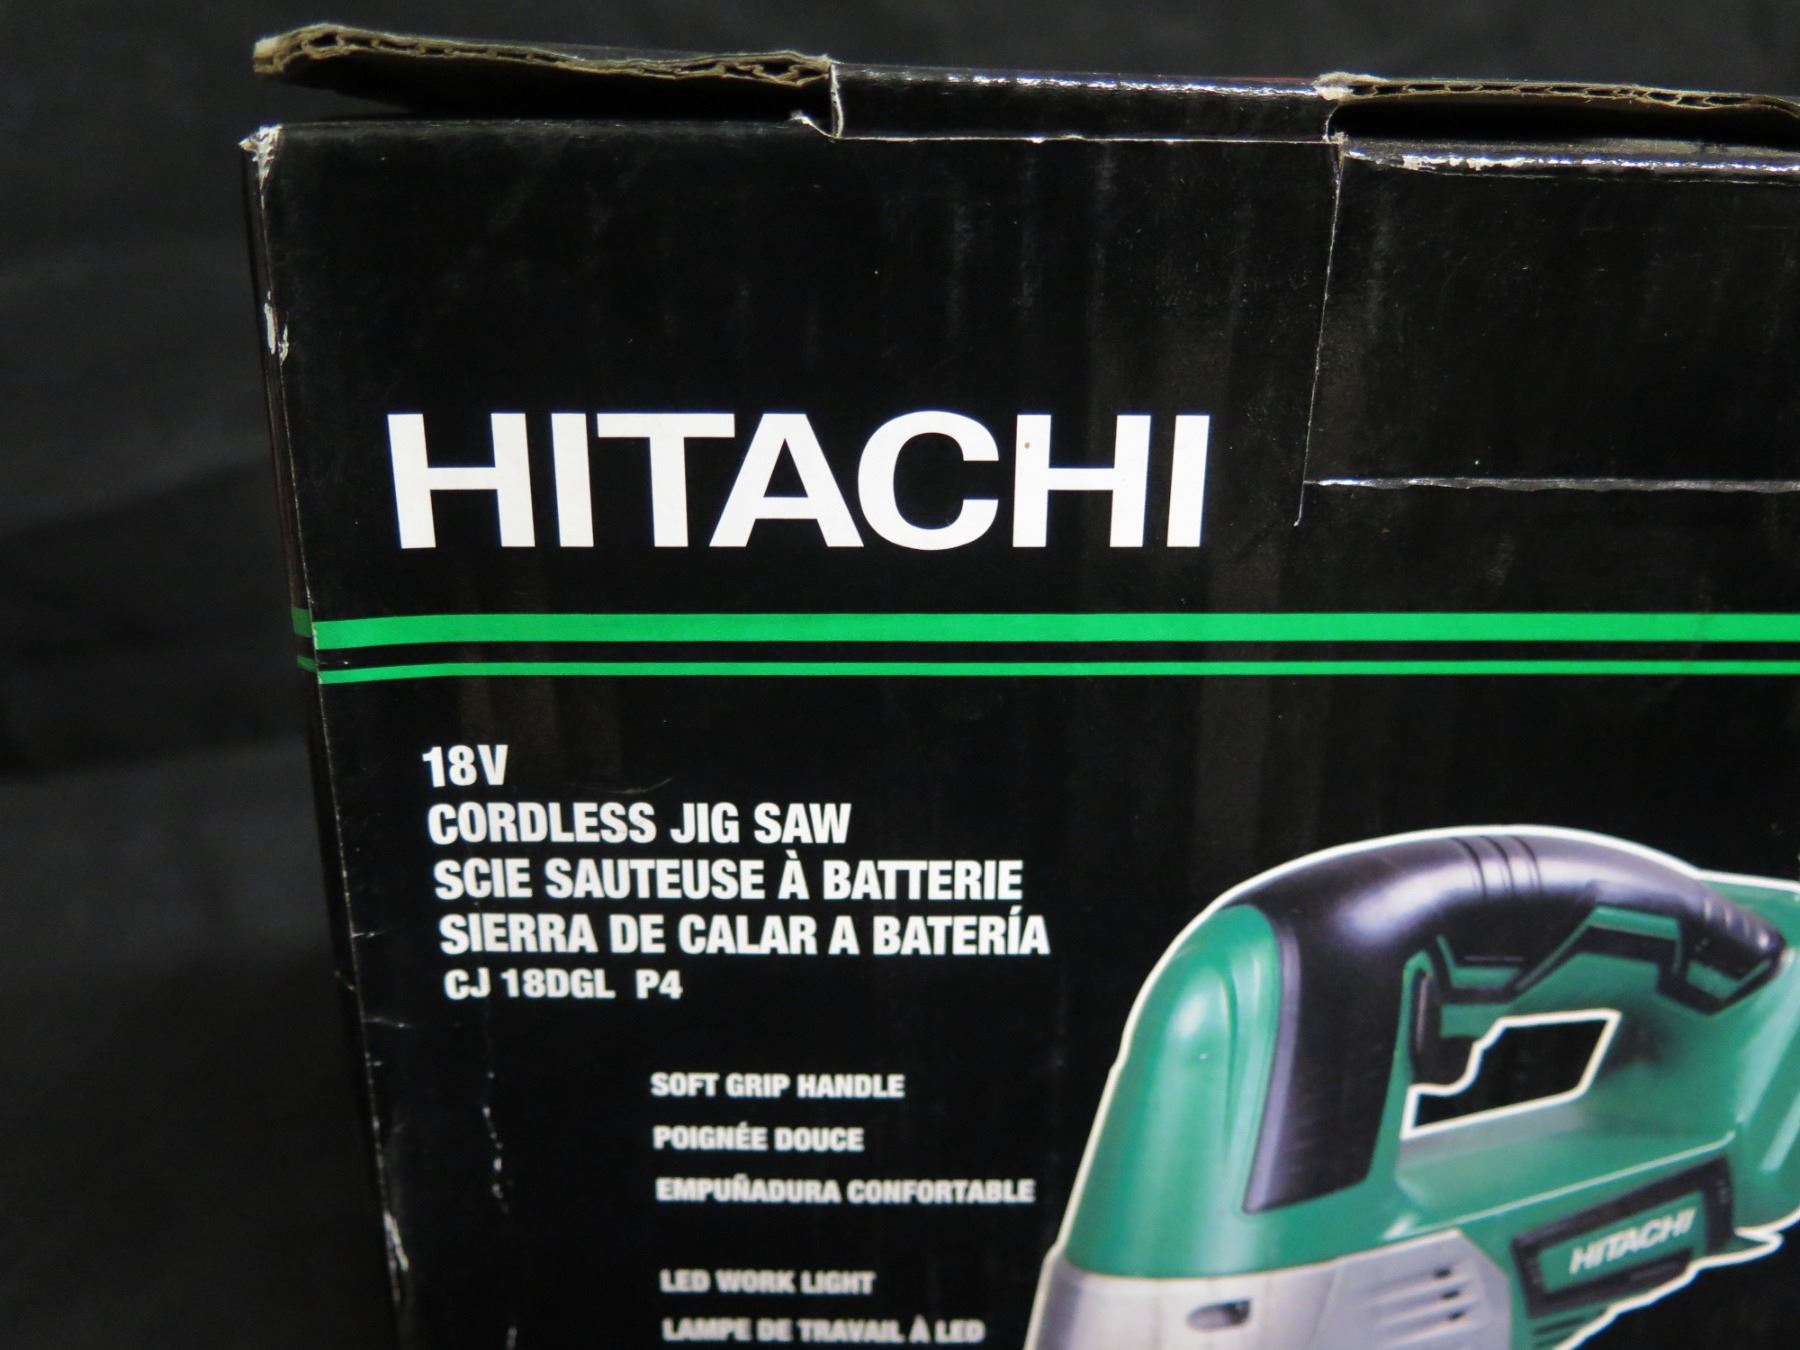 HITACHI
18V
CORDLESS JIG SAW
SCIE SAUTEUSE À BATTERIE
SIERRA DE CALAR A BATERÍA
CJ 18DGL P4
SOFT GRIP HANDLE
POIGNÉE DOUCE
EMPUÑADURA CONFORTABLE
LED WORK LIGHT
LAMPE DE TRAVAIL À LED
HITACHI